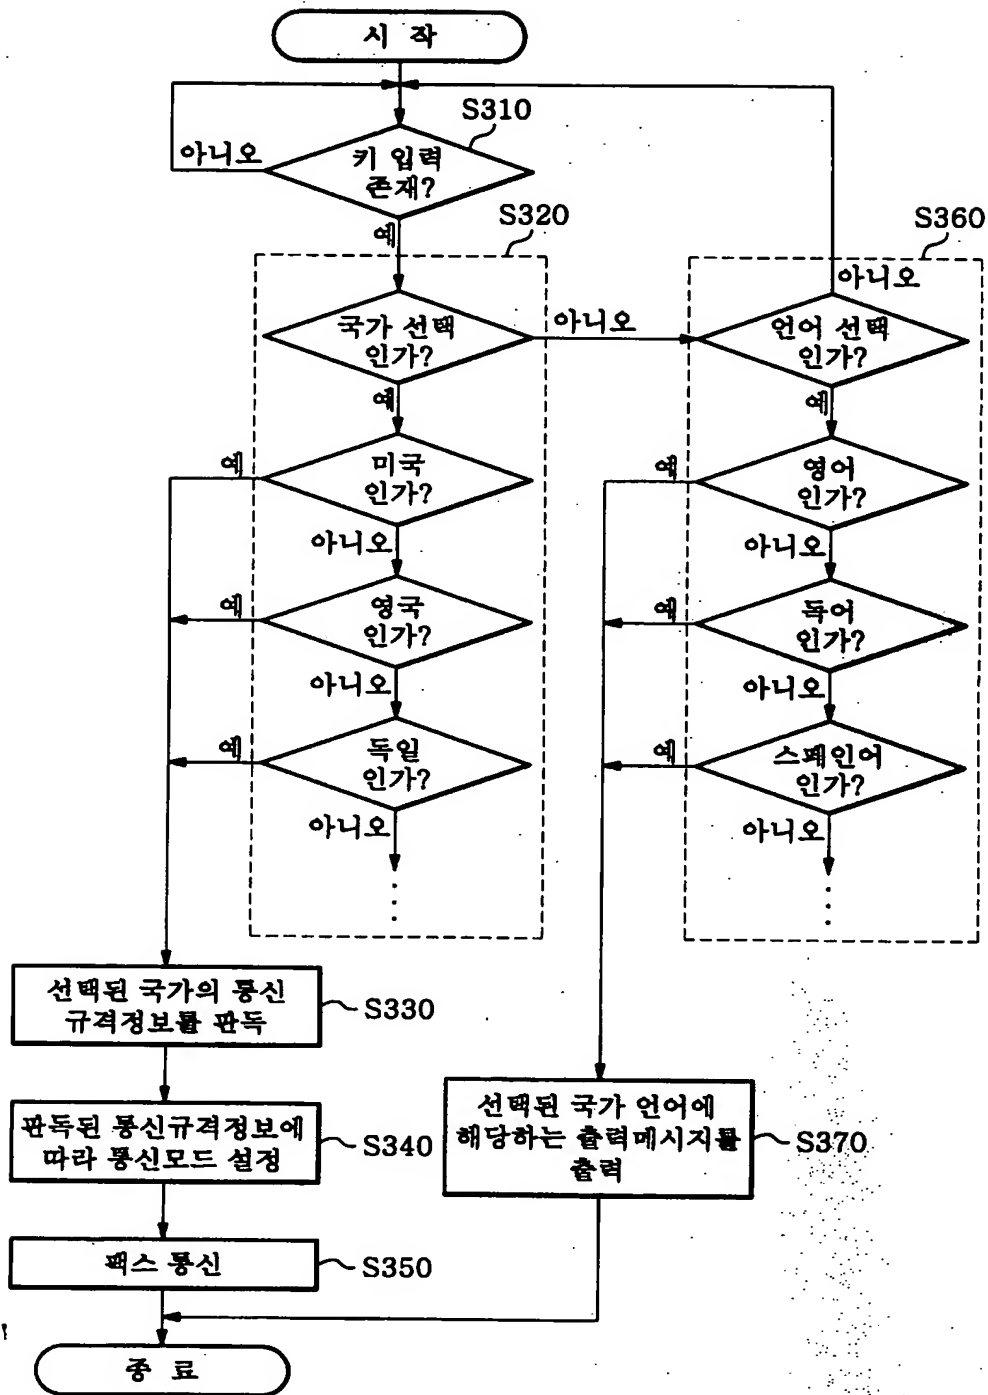 시 작
S310
아니오
키 입력
존재?
예
S320
S360
아니오
국가 선택
인가?
아니오
언어 선택
인가?
예
예
예
미국
인가?
예
영어
인가?
아니오
아니오
예
영국
인가?
예
독어
인가?
아니오
아니오
예
독일
인가?
예
스페인어
인가?
아니오
아니오
선택된 국가의 통신
규격정보를 판독
S330
판독된 통신규격정보에
따라 통신모드 설정
S340
선택된 국가 언어에
해당하는 출력메시지를
출력
S370
팩스 통신
S350
종 료